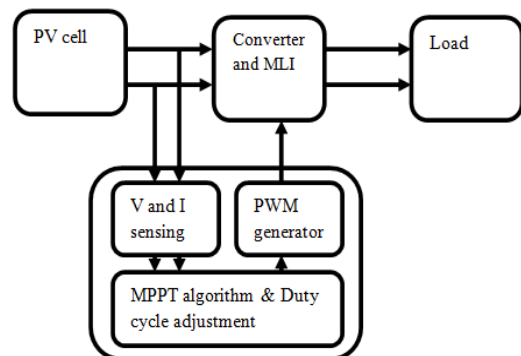 PV cell
Converter
and MLI
Load
V and I
sensing
PWM
generator
MPPT algorithm & Duty
cycle adjustment